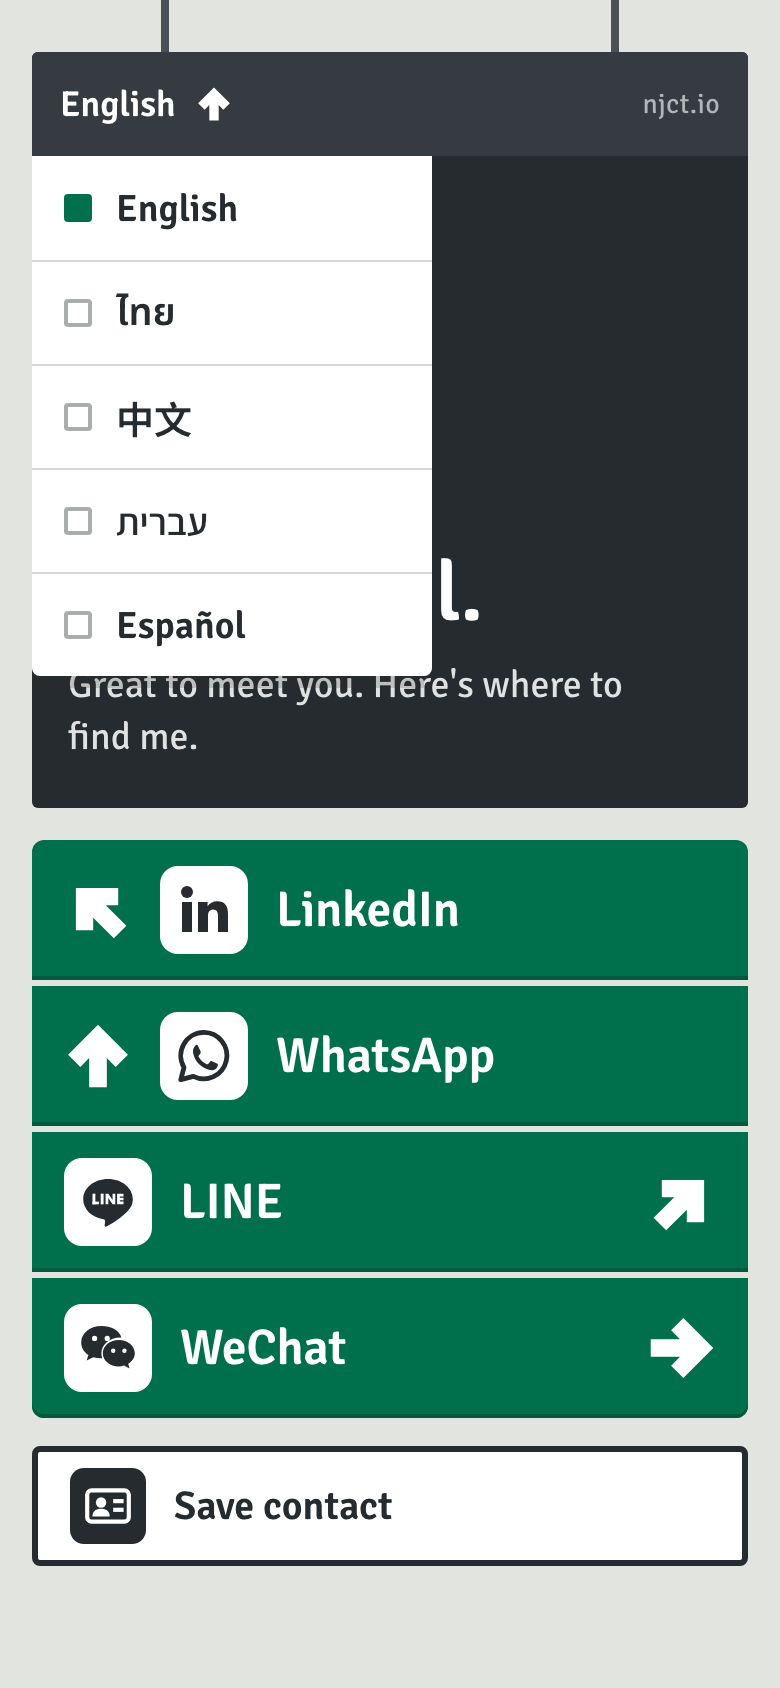 English
njct.io
English
ไทย
中文
עברית
Español
l.
Great to meet you. Here's where to
find me.
in
LinkedIn
WhatsApp
LINE
LINE
WeChat
Save contact